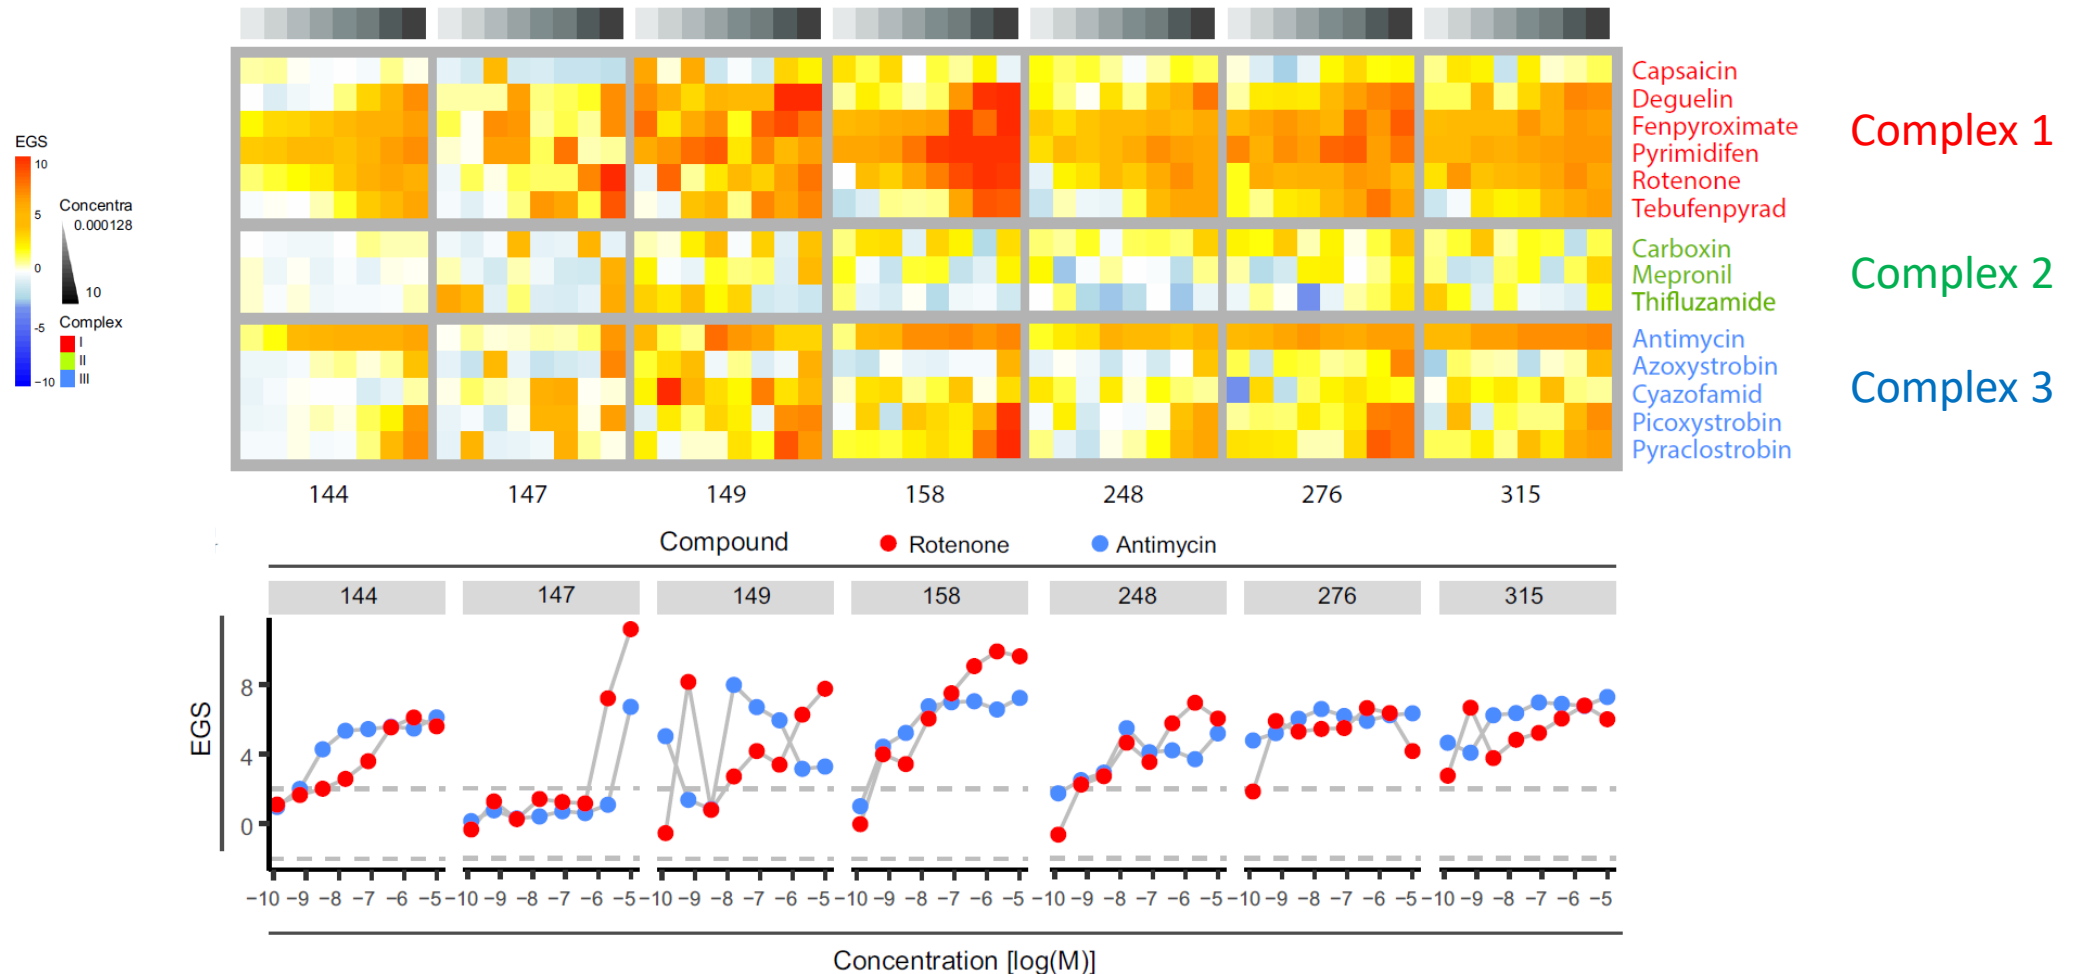 EGS
10
5
0
-5
-10
Concentra
0.000128
10
Complex
I
II
III
Capsaicin
Deguelin
Fenpyroximate
Pyrimidifen
Rotenone
Tebufenpyrad
Complex 1
Carboxin
Mepronil
Thifluzamide
Complex 2
Antimycin
Azoxystrobin
Cyazofamid
Picoxystrobin
Pyraclostrobin
Complex 3
144 147 149 158 248 276 315
Compound Rotenone Antimycin
144 147 149 158 248 276 315
EGS
8
4
0
−10 −9 −8 −7 −6 −5 −10 −9 −8 −7 −6 −5 −10 −9 −8 −7 −6 −5 −10 −9 −8 −7 −6 −5 −10 −9 −8 −7 −6 −5 −10 −9 −8 −7 −6 −5 −10 −9 −8 −7 −6 −5
Concentration [log(M)]